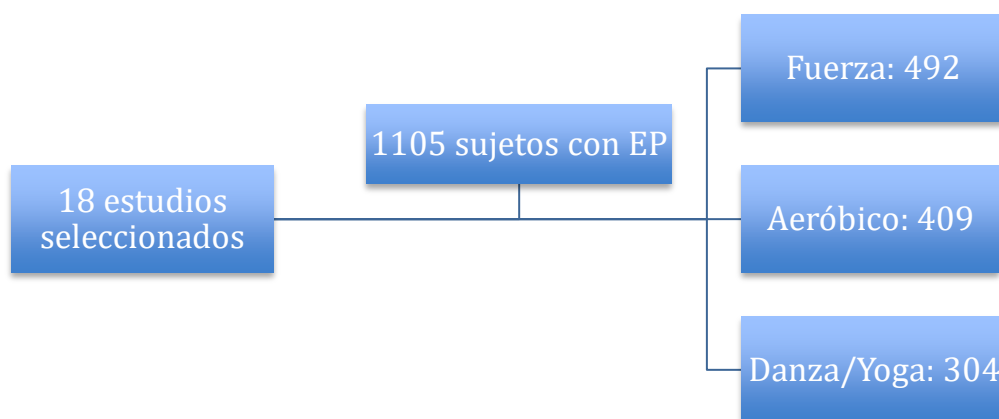 18 estudios
seleccionados
1105 sujetos con EP
Fuerza: 492
Aeróbico: 409
Danza/Yoga: 304